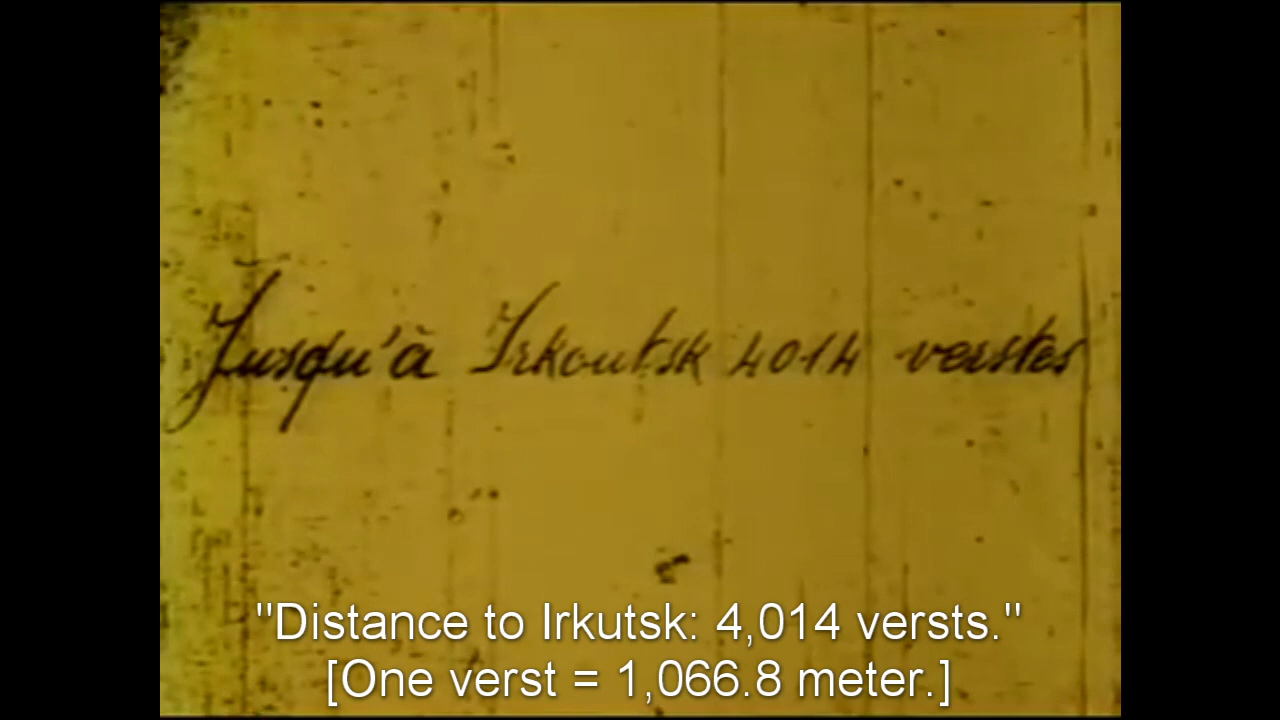 Jusqu'à Irkoutsk 4014 verstes
"Distance to Irkutsk: 4,014 versts."
[One verst = 1,066.8 meter.]